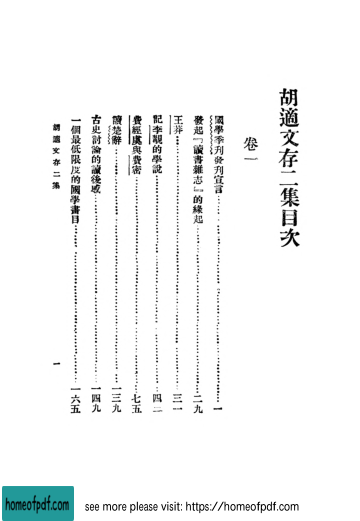 胡適文存二集目次
卷一
國學季刊發刊宣言……一
發起『讀書雜志』的緣起……二九
王莽……三一
記李覯的學說……四二
費經虞與費密……七五
讀楚辭……一三九
古史討論的讀後感……一四九
一個最低限度的國學書目……一六五
胡適文存二集
一
homeofpdf.com
see more please visit: https://homeofpdf.com